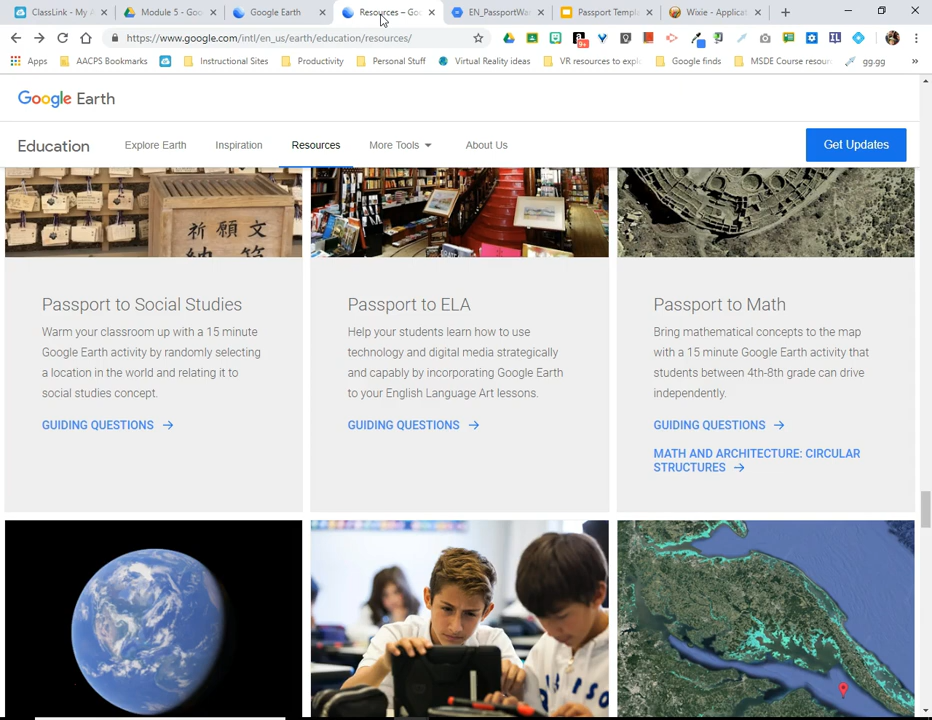 ClassLink - My A
Module 5 - Goo
Google Earth
Resources – Goo
EN_PassportWa
Passport Templ
Wixie - Applicat
https://www.google.com/intl/en_us/earth/education/resources/
9+
Apps
AACPS Bookmarks
Instructional Sites
Productivity
Personal Stuff
Virtual Reality ideas
VR resources to expl
Google finds
MSDE Course resour
gg.gg
Google Earth
Education
Explore Earth
Inspiration
Resources
More Tools
About Us
Get Updates
祈願文
Passport to Social Studies
Warm your classroom up with a 15 minute
Google Earth activity by randomly selecting
a location in the world and relating it to
social studies concept.
GUIDING QUESTIONS →
Passport to ELA
Help your students learn how to use
technology and digital media strategically
and capably by incorporating Google Earth
to your English Language Art lessons.
GUIDING QUESTIONS →
Passport to Math
Bring mathematical concepts to the map
with a 15 minute Google Earth activity that
students between 4th-8th grade can drive
independently.
GUIDING QUESTIONS →
MATH AND ARCHITECTURE: CIRCULAR
STRUCTURES →